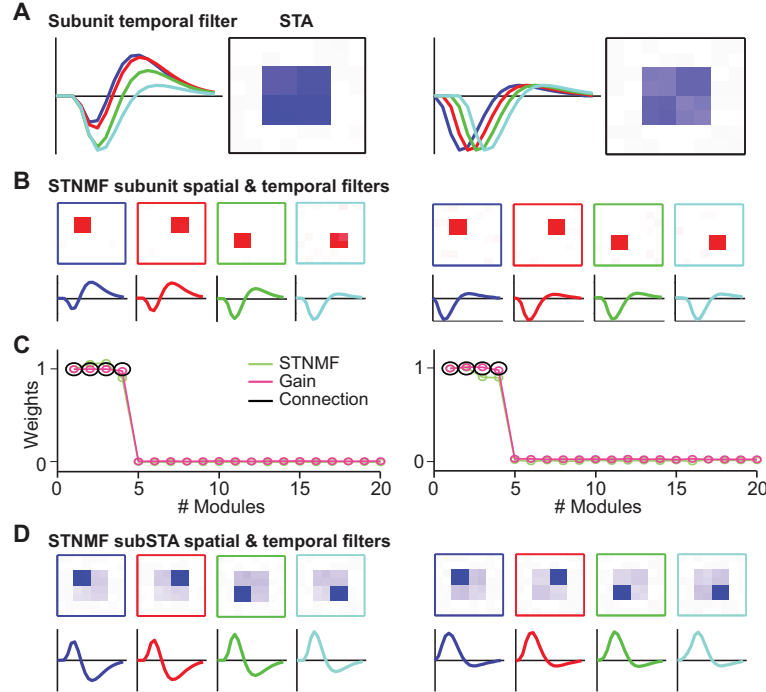 A
Subunit temporal filter
STA
B
STNMF subunit spatial & temporal filters
C
1
0
Weights
0
5
10
15
20
# Modules
STNMF
Gain
Connection
1
0
0
5
10
15
20
# Modules
D
STNMF subSTA spatial & temporal filters